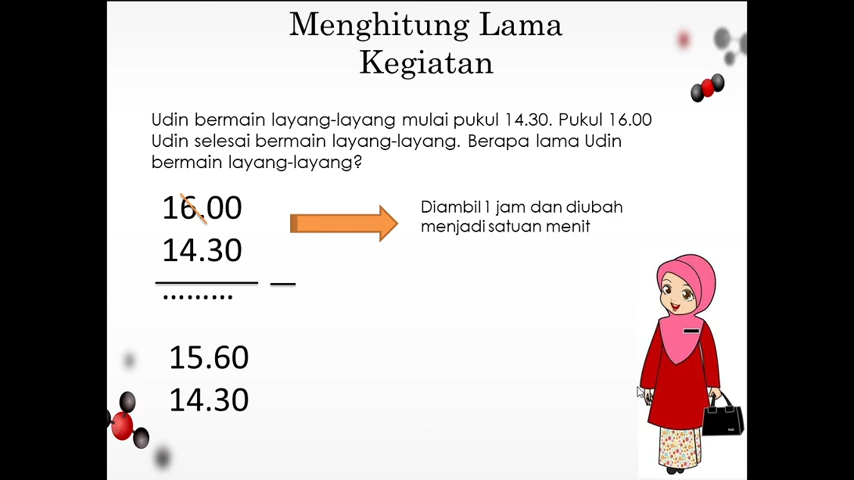 Menghitung Lama
Kegiatan
Udin bermain layang-layang mulai pukul 14.30. Pukul 16.00
Udin selesai bermain layang-layang. Berapa lama Udin
bermain layang-layang?
16.00
14.30
.........
Diambil 1 jam dan diubah
menjadi satuan menit
15.60
14.30